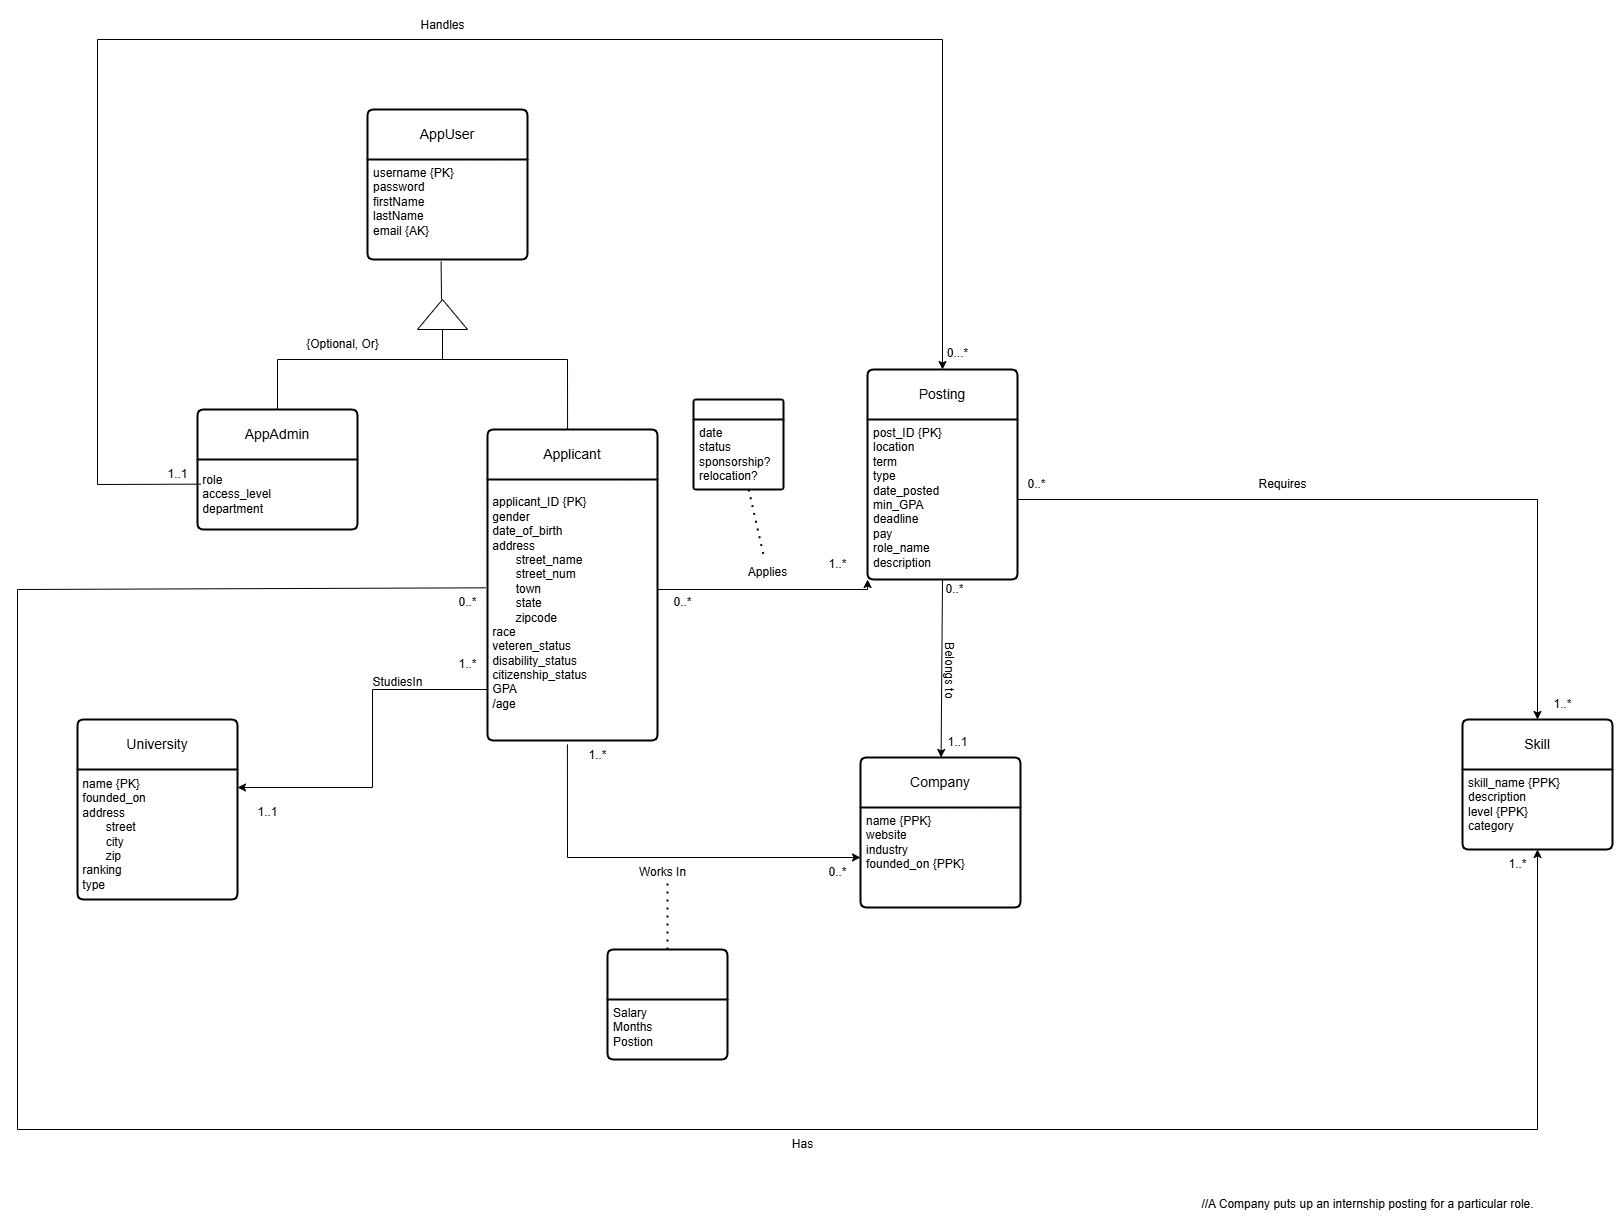 Handles
AppUser
username {PK}
password
firstName
lastName
email {AK}
{Optional, Or}
0...*
AppAdmin
1..1
role
access_level
department
Applicant
applicant_ID {PK}
gender
date_of_birth
address
street_name
street_num
town
state
zipcode
race
veteren_status
disability_status
citizenship_status
GPA
/age
date
status
sponsorship?
relocation?
Applies
0..*
1..*
Posting
post_ID {PK}
location
term
type
date_posted
min_GPA
deadline
pay
role_name
description
0..*
Requires
1..*
0..*
Belongs to
1..1
0..*
1..*
StudiesIn
1..1
University
name {PK}
founded_on
address
street
city
zip
ranking
type
1..*
Works In
0..*
Company
name {PPK}
website
industry
founded_on {PPK}
Skill
skill_name {PPK}
description
level {PPK}
category
1..*
Salary
Months
Postion
Has
//A Company puts up an internship posting for a particular role.